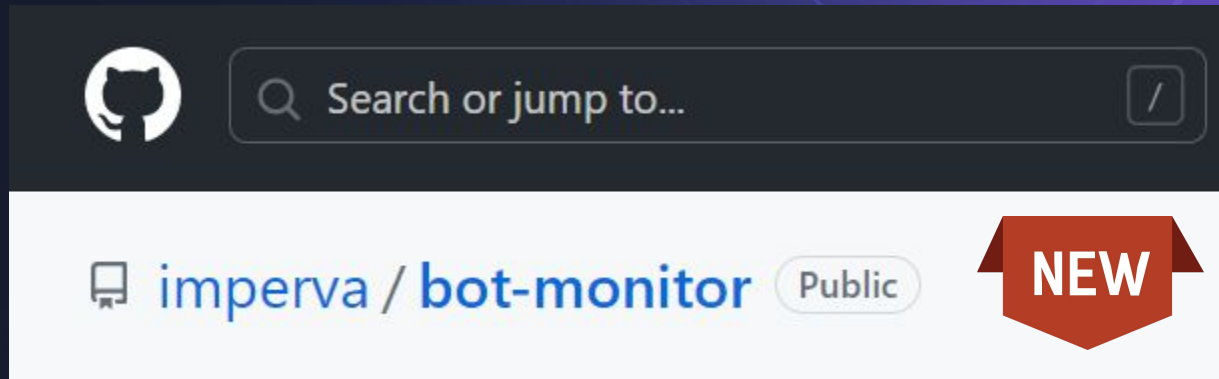 Search or jump to... /
imperva / bot-monitor Public NEW